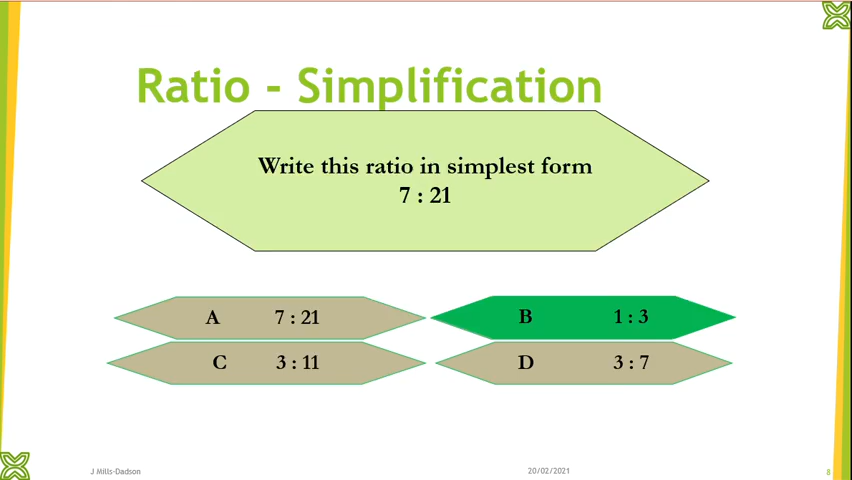 Ratio - Simplification
Write this ratio in simplest form
7 : 21
A 7 : 21
B 1 : 3
C 3 : 11
D 3 : 7
J Mills-Dadson
20/02/2021
8